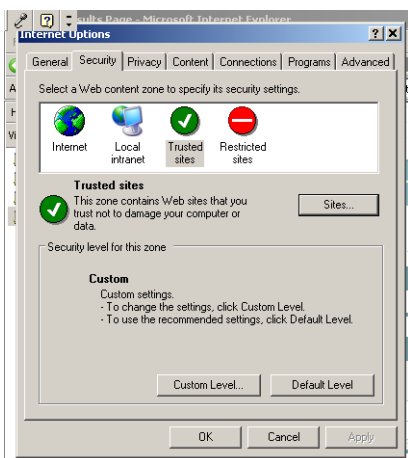 sults Page - Microsoft Internet Explorer
Internet Options
General Security Privacy Content Connections Programs Advanced
Select a Web content zone to specify its security settings.
Internet Local intranet Trusted sites Restricted sites
Trusted sites
This zone contains Web sites that you
trust not to damage your computer or
data.
Sites...
Security level for this zone
Custom
Custom settings.
- To change the settings, click Custom Level.
- To use the recommended settings, click Default Level.
Custom Level... Default Level
OK Cancel Apply